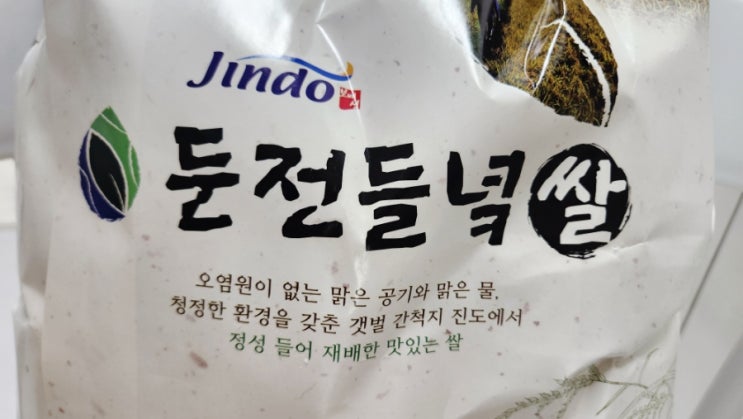 Jindo
둔전들녘쌀
오염원이 없는 맑은 공기와 맑은 물,
청정한 환경을 갖춘 갯벌 간척지 진도에서
정성 들여 재배한 맛있는 쌀